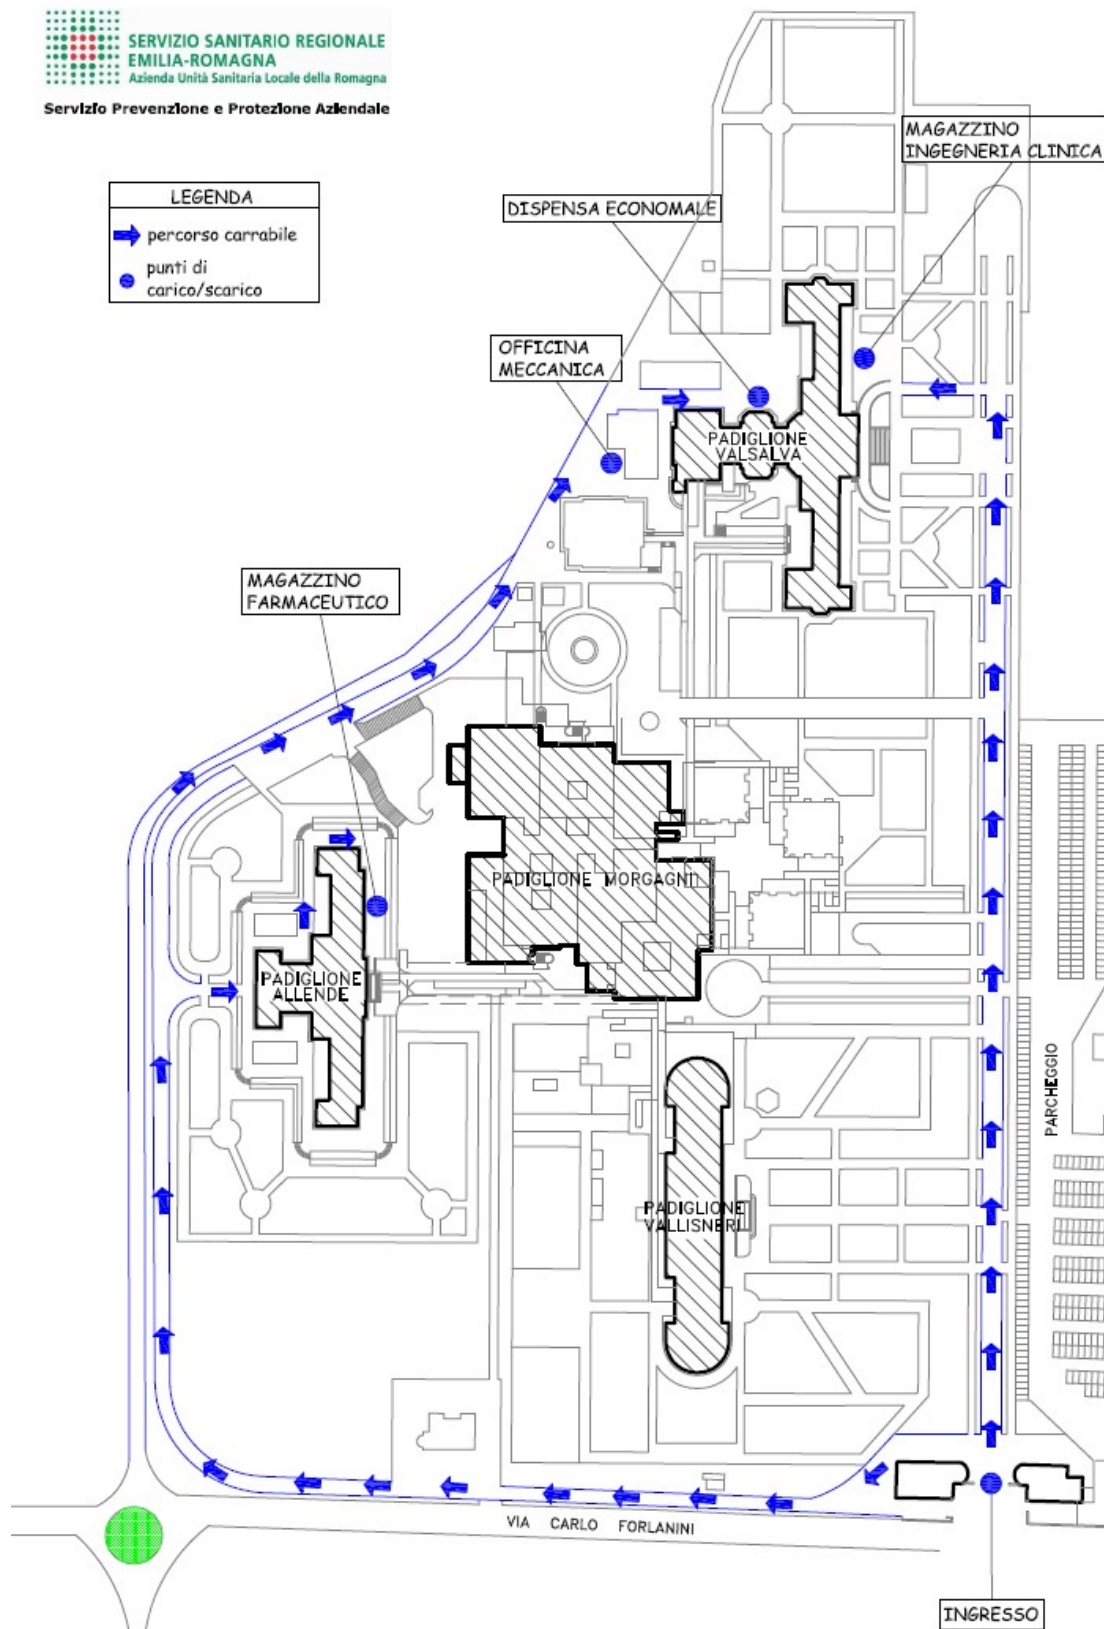 SERVIZIO SANITARIO REGIONALE
EMILIA-ROMAGNA
Azienda Unità Sanitaria Locale della Romagna
Servizio Prevenzione e Protezione Aziendale
LEGENDA
percorso carrabile
punti di
carico/scarico
MAGAZZINO
INGEGNERIA CLINICA
DISPENSA ECONOMALE
OFFICINA
MECCANICA
PADIGLIONE
VALSALVA
MAGAZZINO
FARMACEUTICO
PADIGLIONE MORGAGNI
PADIGLIONE
ALLENDE
PARCHEGGIO
PADIGLIONE
VALLISNERI
VIA CARLO FORLANINI
INGRESSO